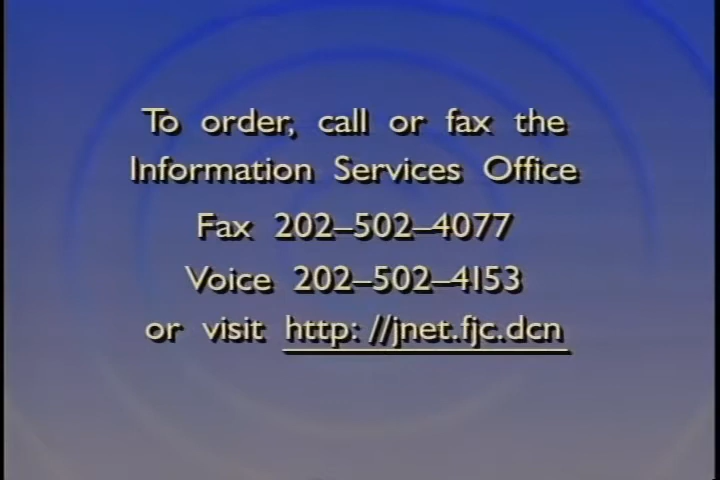 To order, call or fax the
Information Services Office
Fax 202–502–4077
Voice 202–502–4153
or visit http: //jnet.fjc.dcn